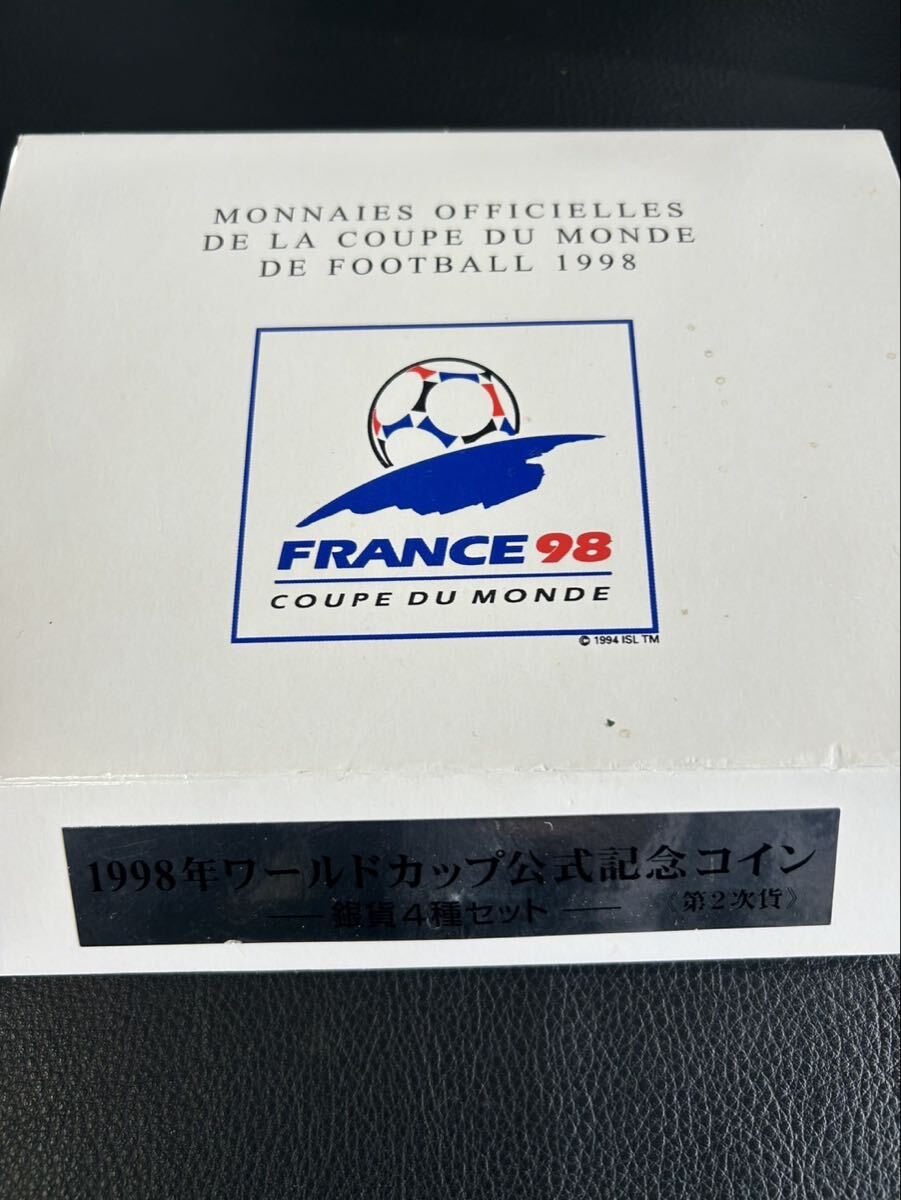 MONNAIES OFFICIELLES
DE LA COUPE DU MONDE
DE FOOTBALL 1998
FRANCE 98
COUPE DU MONDE
© 1994 ISL TM
1998年ワールドカップ公式記念コイン
— 銀貨4種セット — 《第2次貨》